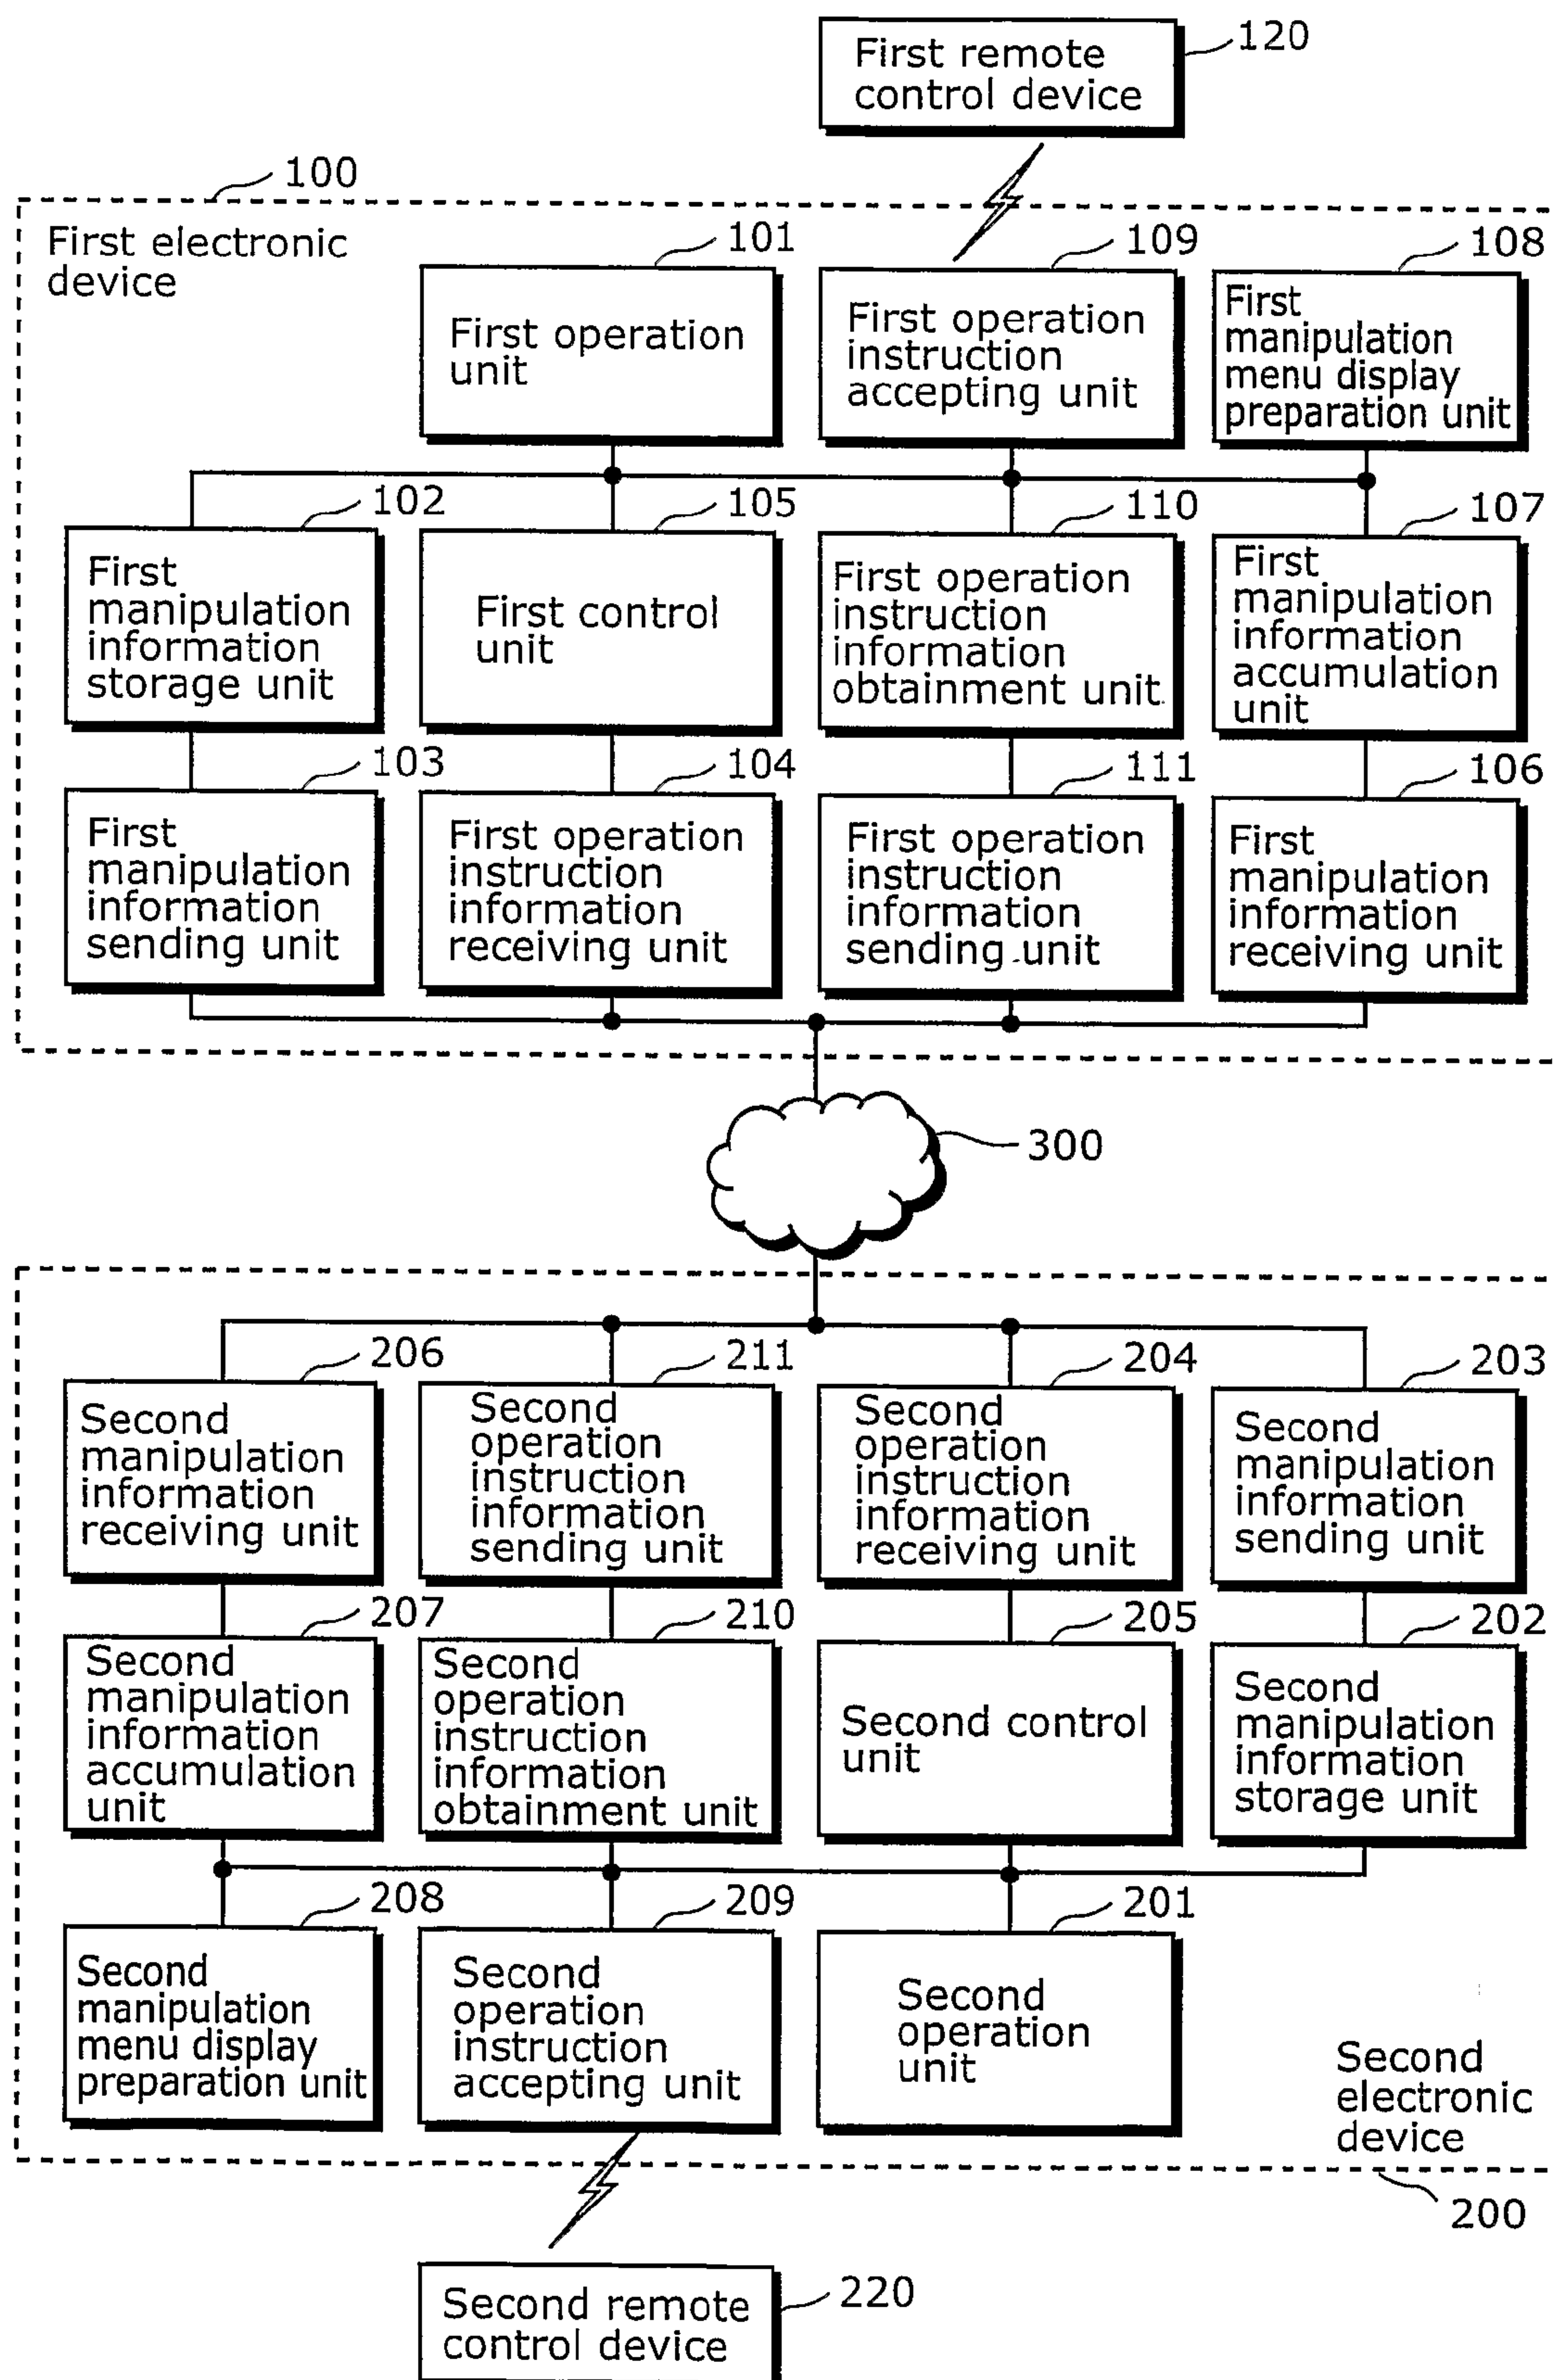 First remote
control device
120
100
First electronic
device
101
First operation
unit
109
First operation
instruction
accepting unit
108
First
manipulation
menu display
preparation unit
102
First
manipulation
information
storage unit
105
First control
unit
110
First operation
instruction
information
obtainment unit
107
First
manipulation
information
accumulation
unit
103
First
manipulation
information
sending unit
104
First operation
instruction
information
receiving unit
111
First operation
instruction
information
sending unit
106
First
manipulation
information
receiving unit
300
206
Second
manipulation
information
receiving unit
211
Second
operation
instruction
information
sending unit
204
Second
operation
instruction
information
receiving unit
203
Second
manipulation
information
sending unit
207
Second
manipulation
information
accumulation
unit
210
Second
operation
instruction
information
obtainment unit
205
Second control
unit
202
Second
manipulation
information
storage unit
208
Second
manipulation
menu display
preparation unit
209
Second
operation
instruction
accepting unit
201
Second
operation
unit
Second
electronic
device
200
Second remote
control device
220